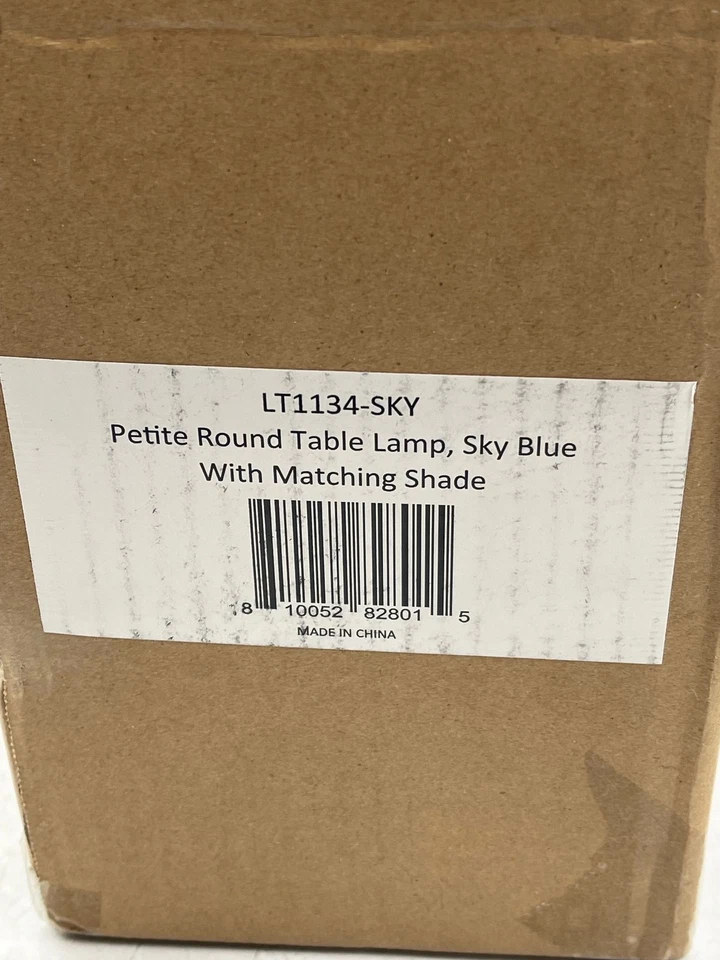 LT1134-SKY
Petite Round Table Lamp, Sky Blue
With Matching Shade
8 10052 82801 5
MADE IN CHINA